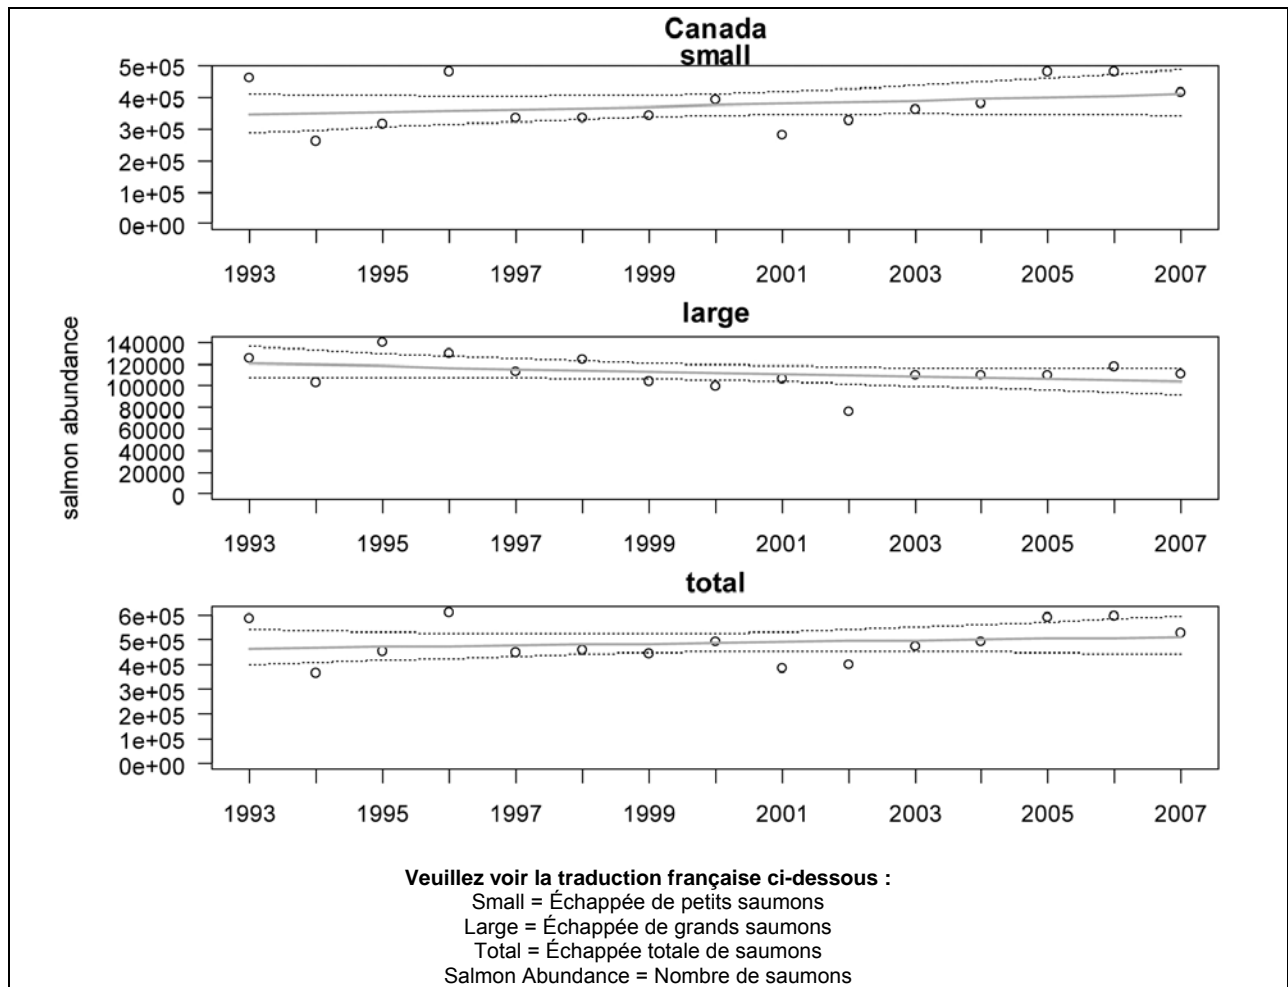 Canada
small
5e+05
4e+05
3e+05
2e+05
1e+05
0e+00
1993 1995 1997 1999 2001 2003 2005 2007
large
salmon abundance
140000
120000
100000
80000
60000
40000
20000
0
1993 1995 1997 1999 2001 2003 2005 2007
total
6e+05
5e+05
4e+05
3e+05
2e+05
1e+05
0e+00
1993 1995 1997 1999 2001 2003 2005 2007
Veuillez voir la traduction française ci-dessous :
Small = Échappée de petits saumons
Large = Échappée de grands saumons
Total = Échappée totale de saumons
Salmon Abundance = Nombre de saumons